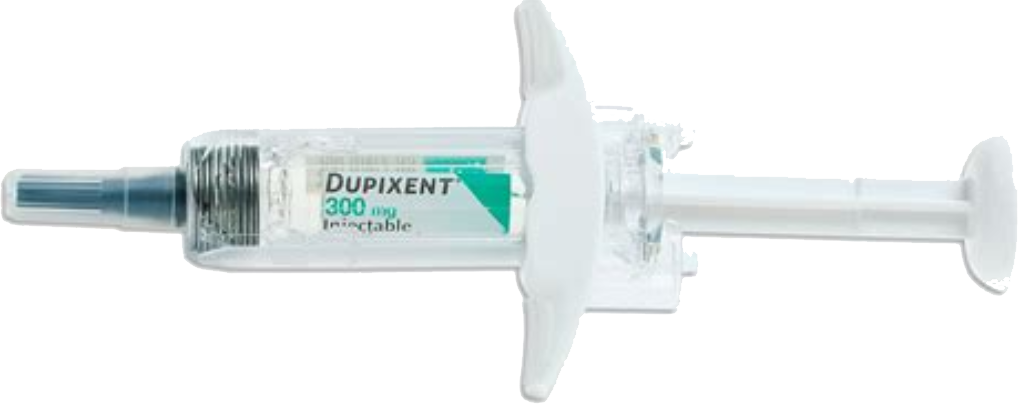 DUPIXENT
300 mg
Injectable